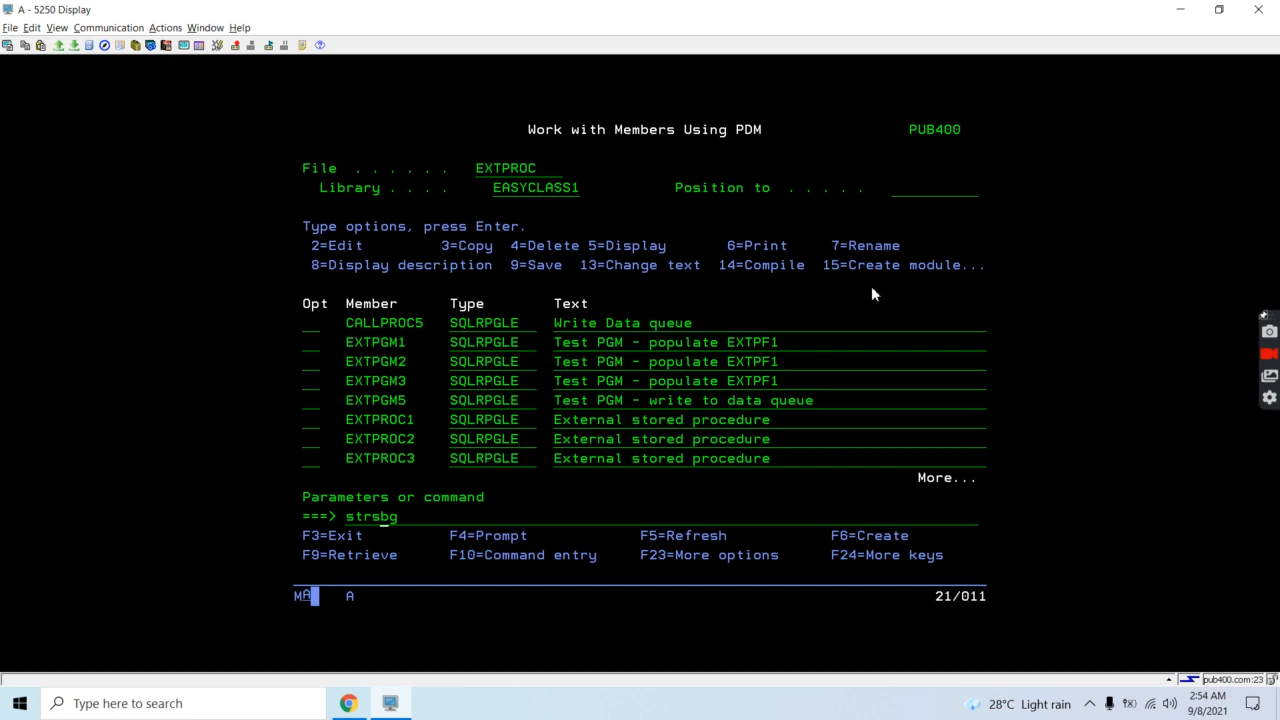 A - 5250 Display
File Edit View Communication Actions Window Help
Work with Members Using PDM PUB400
File . . . . . . EXTPROC
Library . . . . EASYCLASS1 Position to . . . . .
Type options, press Enter.
2=Edit 3=Copy 4=Delete 5=Display 6=Print 7=Rename
8=Display description 9=Save 13=Change text 14=Compile 15=Create module...
Opt Member Type Text
CALLPROC5 SQLRPGLE Write Data queue
EXTPGM1 SQLRPGLE Test PGM - populate EXTPF1
EXTPGM2 SQLRPGLE Test PGM - populate EXTPF1
EXTPGM3 SQLRPGLE Test PGM - populate EXTPF1
EXTPGM5 SQLRPGLE Test PGM - write to data queue
EXTPROC1 SQLRPGLE External stored procedure
EXTPROC2 SQLRPGLE External stored procedure
EXTPROC3 SQLRPGLE External stored procedure
More...
Parameters or command
===> strsbg
F3=Exit F4=Prompt F5=Refresh F6=Create
F9=Retrieve F10=Command entry F23=More options F24=More keys
MA A 21/011
pub400.com:23
Type here to search 28°C Light rain 2:54 AM
9/8/2021